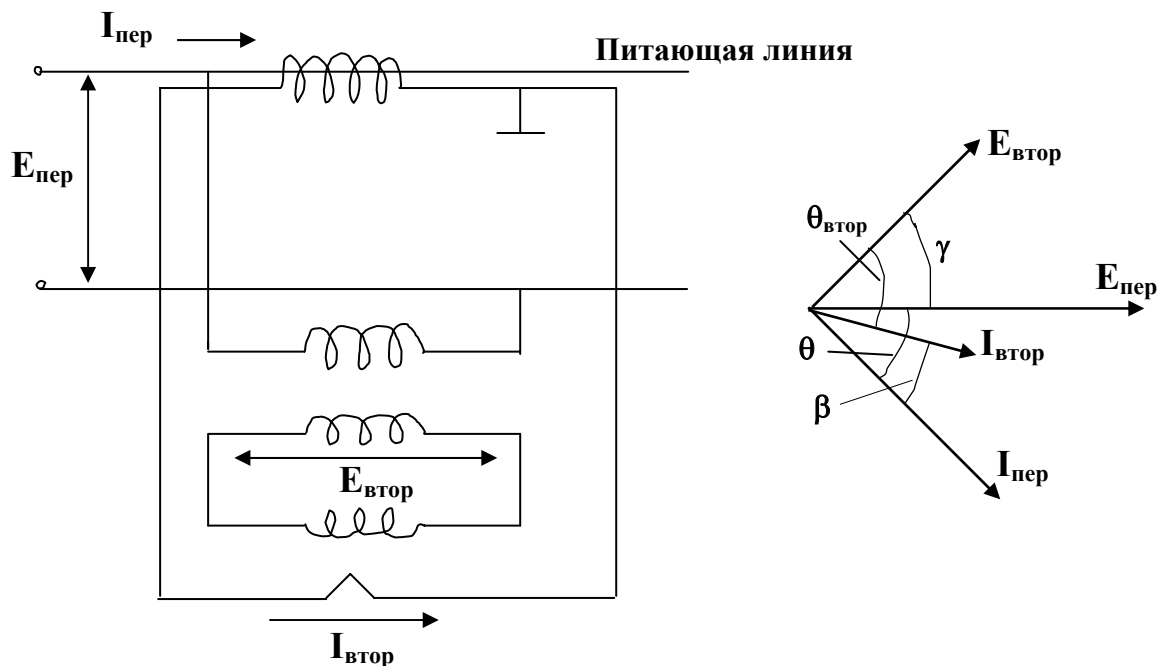 Iпер
Питающая линия
Eпер
Eвтор
Iвтор
Eвтор
θвтор
γ
Eпер
Iвтор
θ
β
Iпер